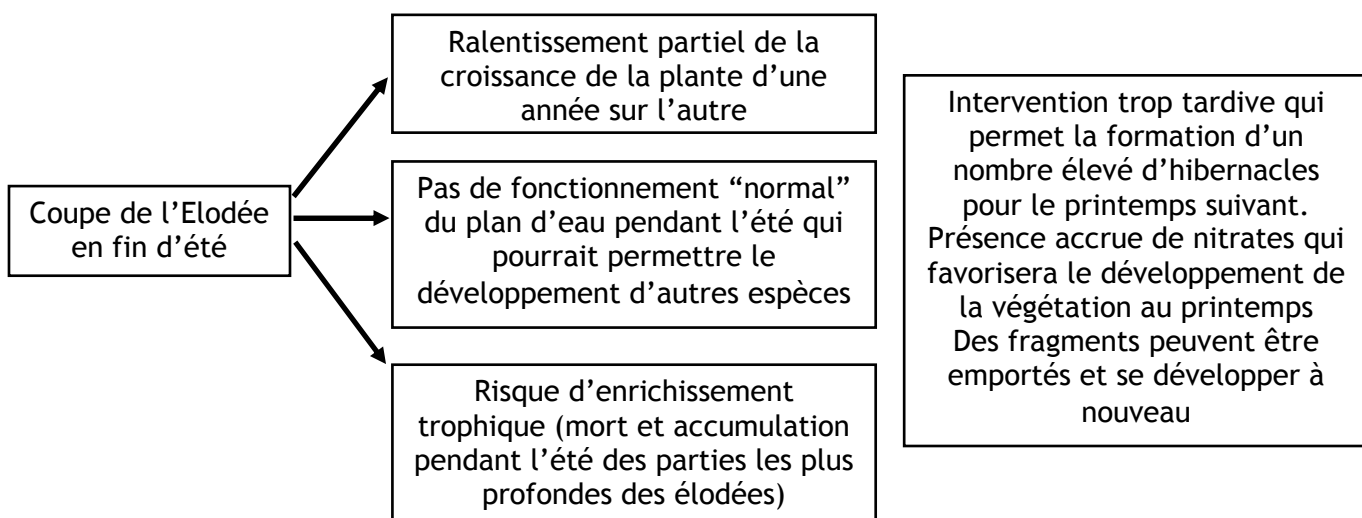 Coupe de l’Elodée
en fin d’été
Ralentissement partiel de la
croissance de la plante d’une
année sur l’autre
Pas de fonctionnement “normal”
du plan d’eau pendant l’été qui
pourrait permettre le
développement d’autres espèces
Risque d’enrichissement
trophique (mort et accumulation
pendant l’été des parties les plus
profondes des élodées)
Intervention trop tardive qui
permet la formation d’un
nombre élevé d’hibernacles
pour le printemps suivant.
Présence accrue de nitrates qui
favorisera le développement de
la végétation au printemps
Des fragments peuvent être
emportés et se développer à
nouveau